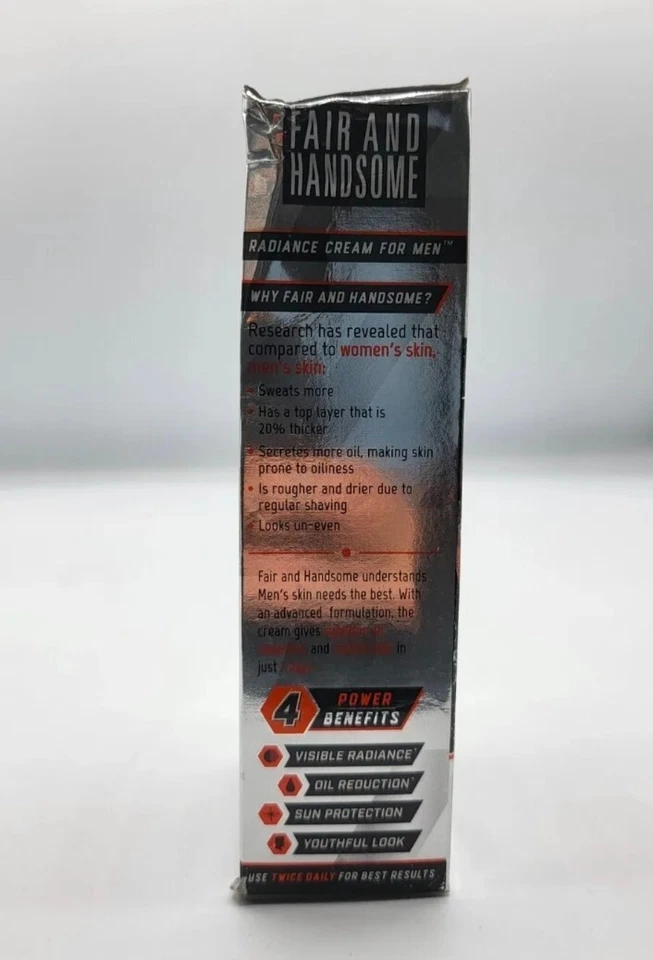 FAIR AND
HANDSOME
RADIANCE CREAM FOR MEN™
WHY FAIR AND HANDSOME?
Research has revealed that
compared to women's skin,
men's skin:
• Sweats more
• Has a top layer that is
20% thicker
• Secretes more oil, making skin
prone to oiliness
• Is rougher and drier due to
regular shaving
• Looks un-even
Fair and Handsome understands
Men's skin needs the best. With
an advanced formulation, the
cream gives
and in
just
4 POWER
BENEFITS
VISIBLE RADIANCE*
OIL REDUCTION*
SUN PROTECTION
YOUTHFUL LOOK
USE TWICE DAILY FOR BEST RESULTS